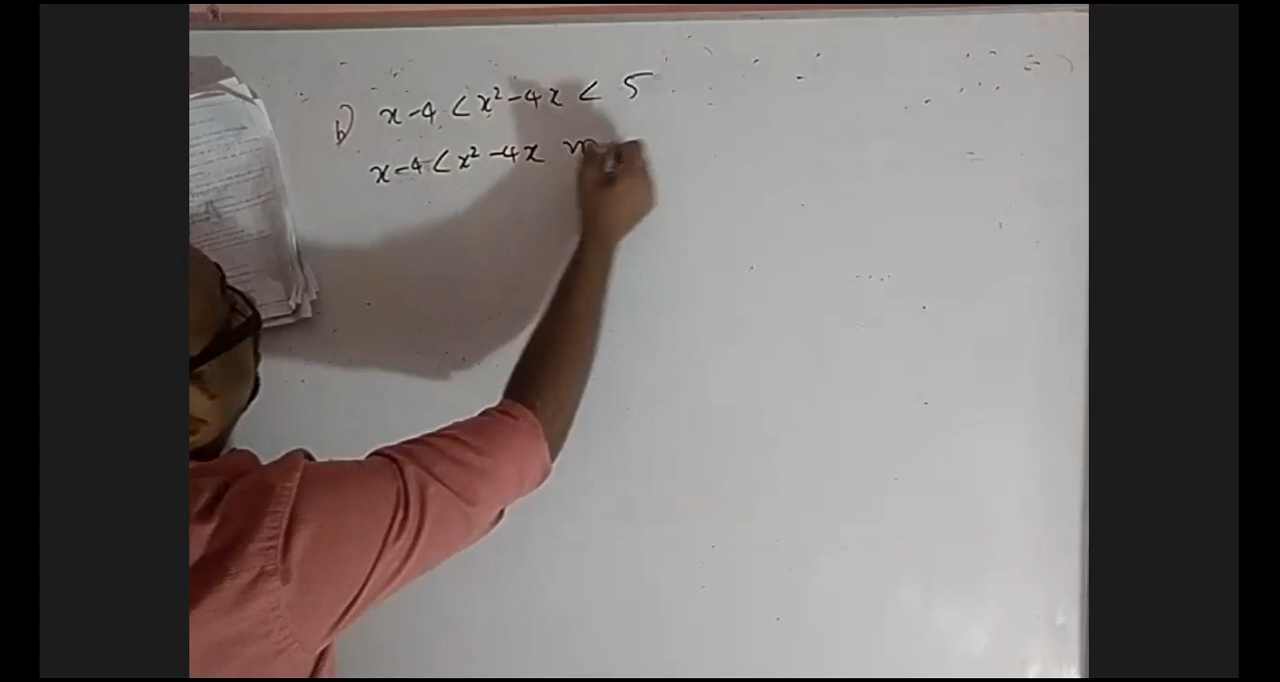 b) x-4 < x² - 4x < 5
x-4 < x² - 4x